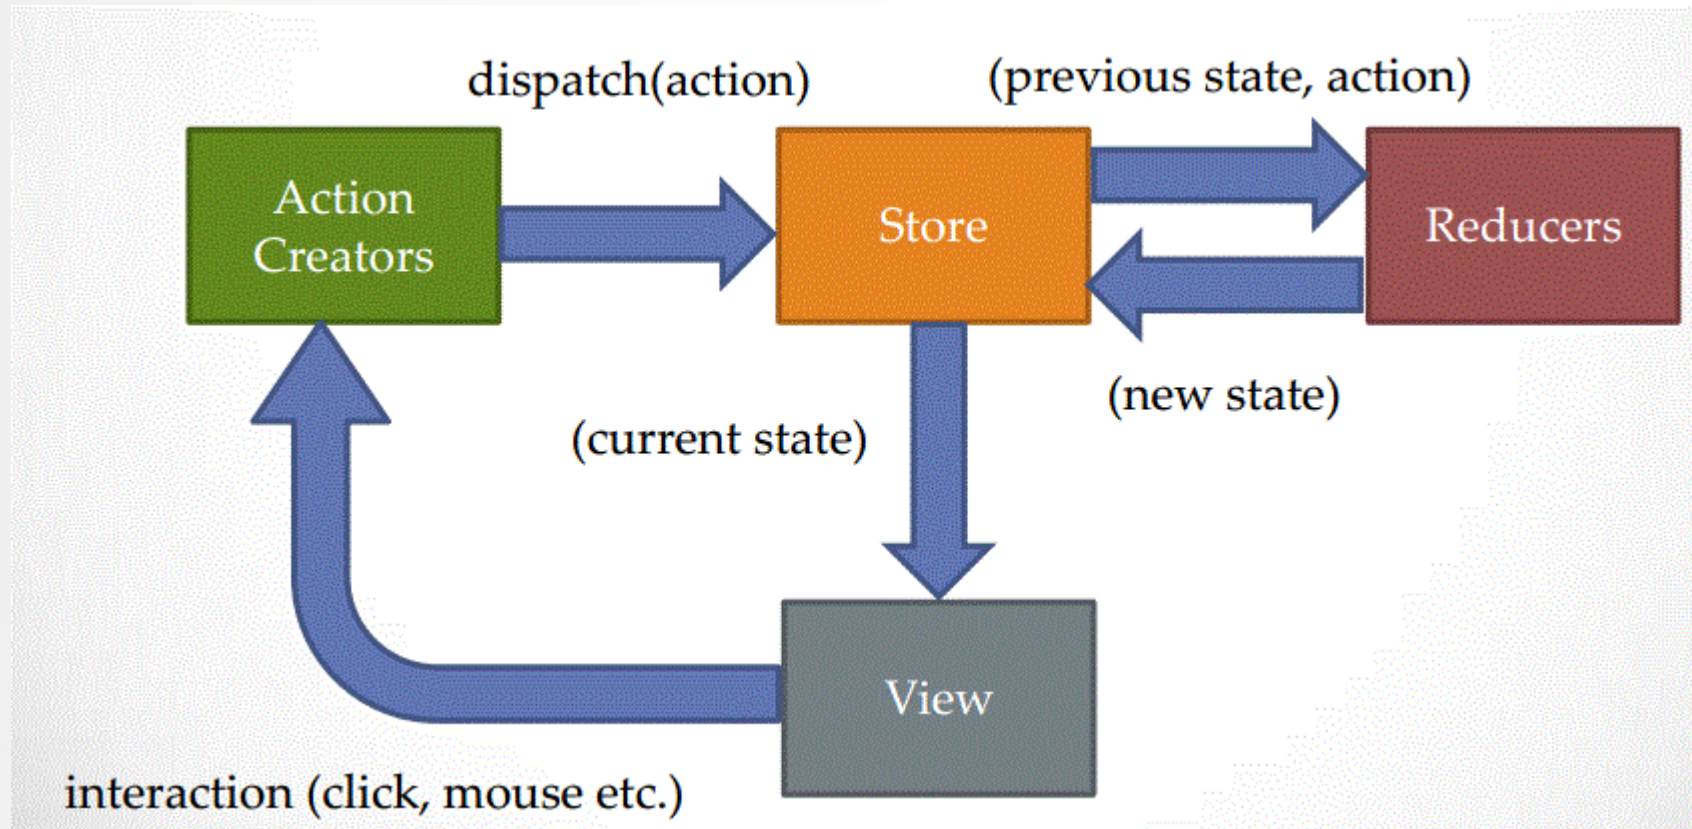 dispatch(action)
(previous state, action)
Action
Creators
Store
Reducers
(new state)
(current state)
View
interaction (click, mouse etc.)